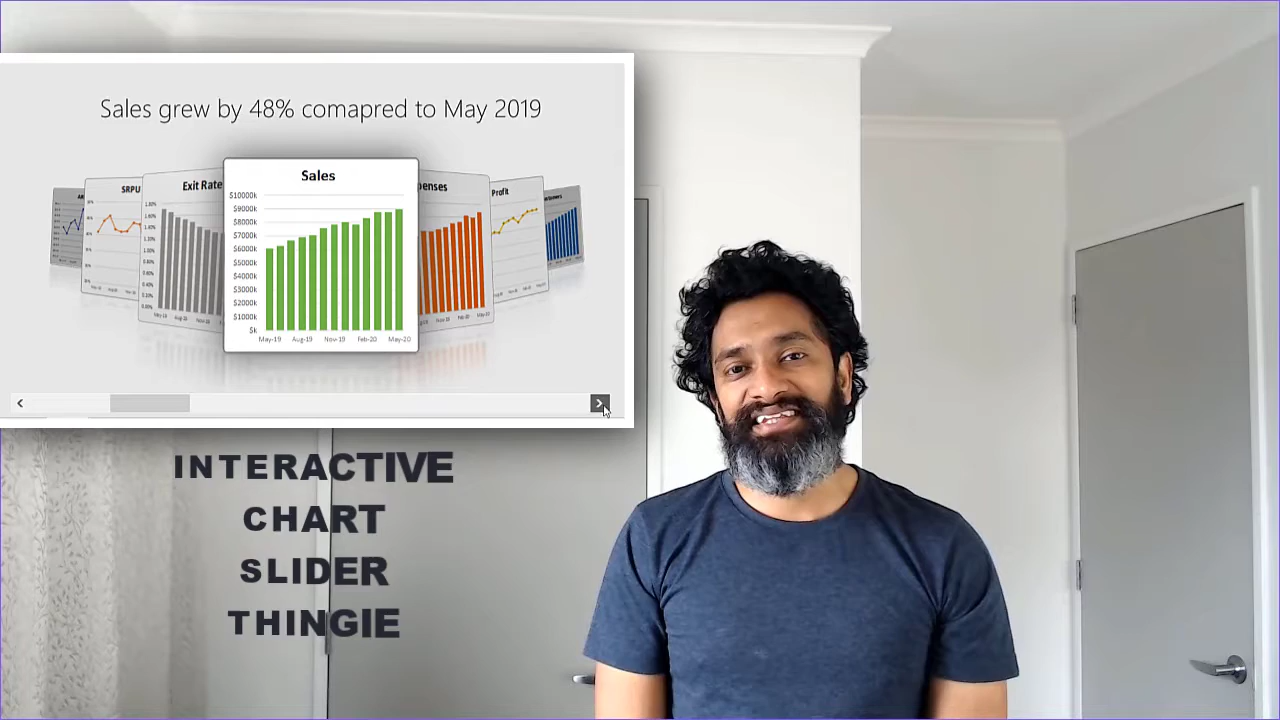 Sales grew by 48% comapred to May 2019
SRPU
Exit Rate
Sales
Profit
$10000k
$9000k
$8000k
$7000k
$6000k
$5000k
$4000k
$3000k
$2000k
$1000k
$k
May-19 Aug-19 Nov-19 Feb-20 May-20
INTERACTIVE
CHART
SLIDER
THINGIE